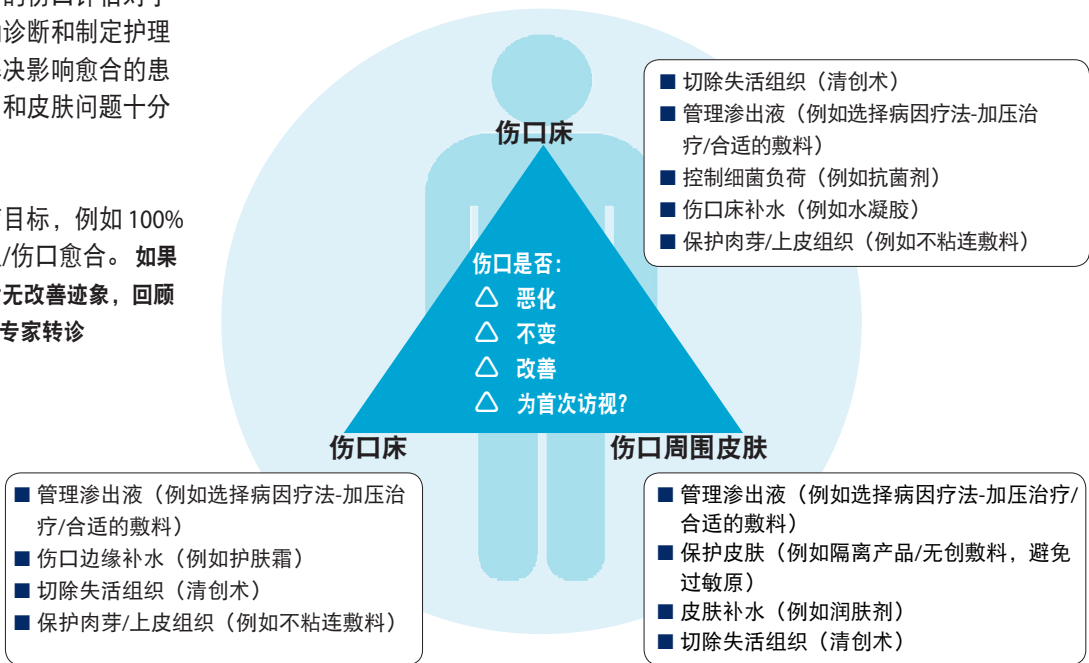 的伤口评估对于
诊断和制定护理
决影响愈合的患
和皮肤问题十分
目标，例如 100%
/伤口愈合。如果
无改善迹象，回顾
专家转诊
伤口床
■ 切除失活组织（清创术）
■ 管理渗出液（例如选择病因疗法-加压治
疗/合适的敷料）
■ 控制细菌负荷（例如抗菌剂）
■ 伤口床补水（例如水凝胶）
■ 保护肉芽/上皮组织（例如不粘连敷料）
伤口是否：
△ 恶化
△ 不变
△ 改善
△ 为首次访视？
伤口床
■ 管理渗出液（例如选择病因疗法-加压治
疗/合适的敷料）
■ 伤口边缘补水（例如护肤霜）
■ 切除失活组织（清创术）
■ 保护肉芽/上皮组织（例如不粘连敷料）
伤口周围皮肤
■ 管理渗出液（例如选择病因疗法-加压治疗/
合适的敷料）
■ 保护皮肤（例如隔离产品/无创敷料，避免
过敏原）
■ 皮肤补水（例如润肤剂）
■ 切除失活组织（清创术）